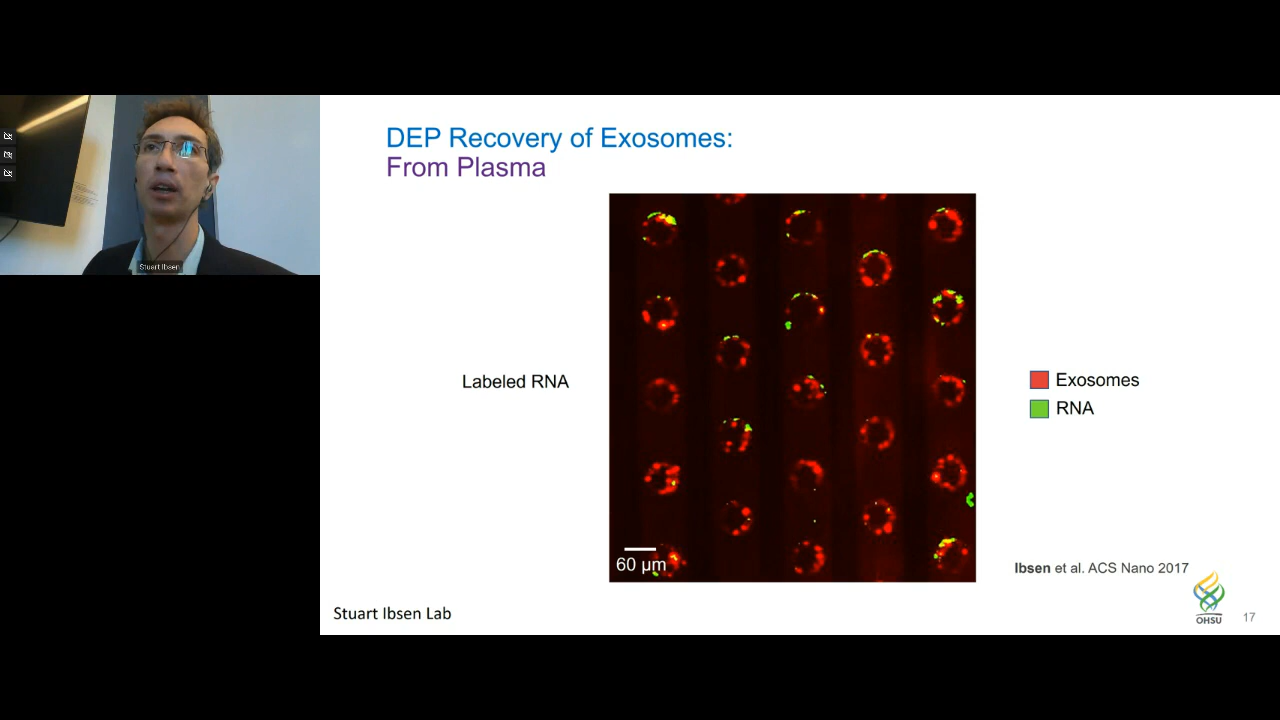 DEP Recovery of Exosomes:
From Plasma
Stuart Ibsen
Labeled RNA
Exosomes
RNA
60 µm
Ibsen et al. ACS Nano 2017
Stuart Ibsen Lab
OHSU
17